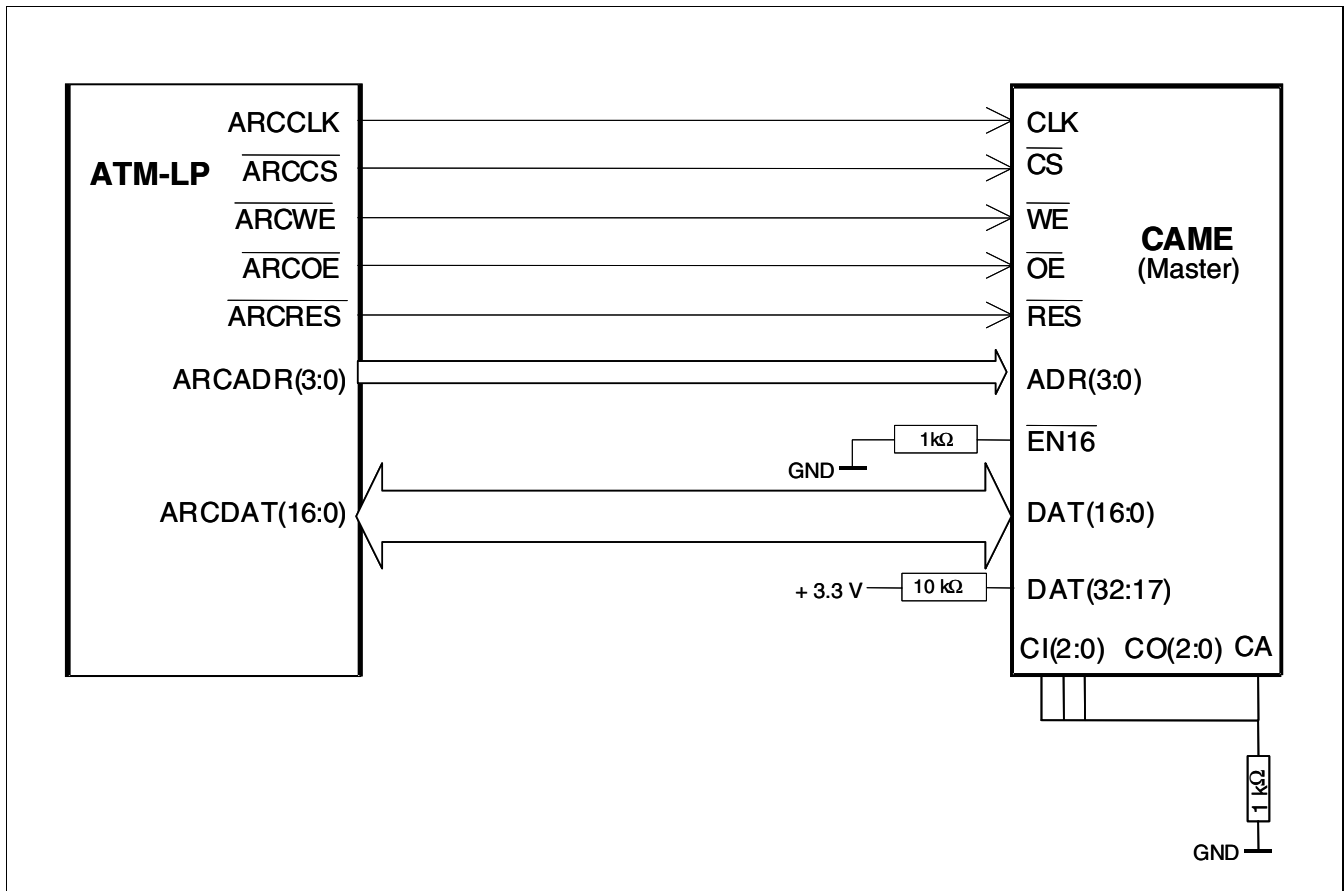 ARCCLK
ATM-LP
ARCCS
ARCWE
ARCOE
ARCRES
ARCADR(3:0)
ARCDAT(16:0)
CLK
CS
WE
CAME
(Master)
OE
RES
ADR(3:0)
1kΩ
EN16
GND
DAT(16:0)
+ 3.3 V
10 kΩ
DAT(32:17)
CI(2:0) CO(2:0) CA
1 kΩ
GND